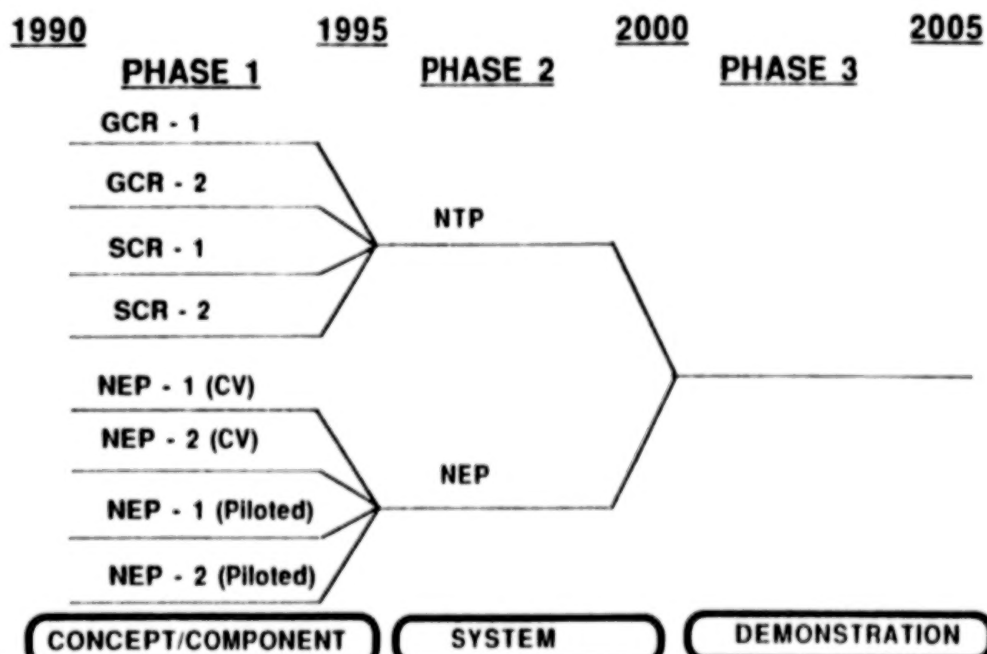 1990 1995 2000 2005
PHASE 1 PHASE 2 PHASE 3
GCR - 1
GCR - 2
NTP
SCR - 1
SCR - 2
NEP - 1 (CV)
NEP - 2 (CV)
NEP
NEP - 1 (Piloted)
NEP - 2 (Piloted)
CONCEPT/COMPONENT SYSTEM DEMONSTRATION